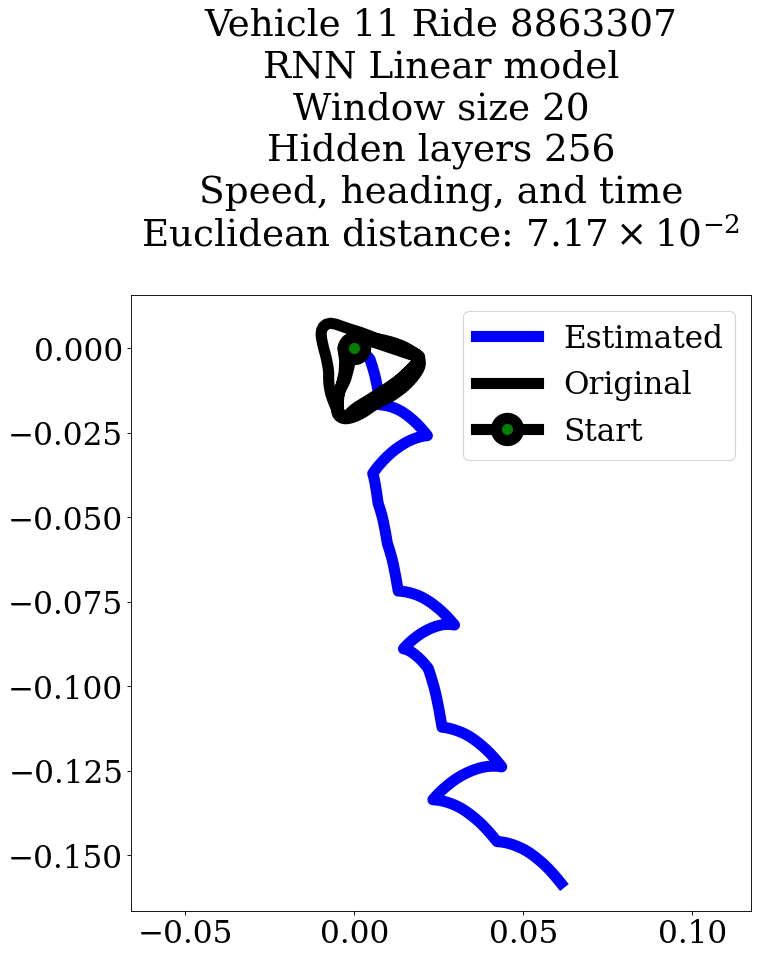 Vehicle 11 Ride 8863307
RNN Linear model
Window size 20
Hidden layers 256
Speed, heading, and time
Euclidean distance: 7.17 × 10⁻²
Estimated
Original
Start
0.000
−0.025
−0.050
−0.075
−0.100
−0.125
−0.150
−0.05 0.00 0.05 0.10